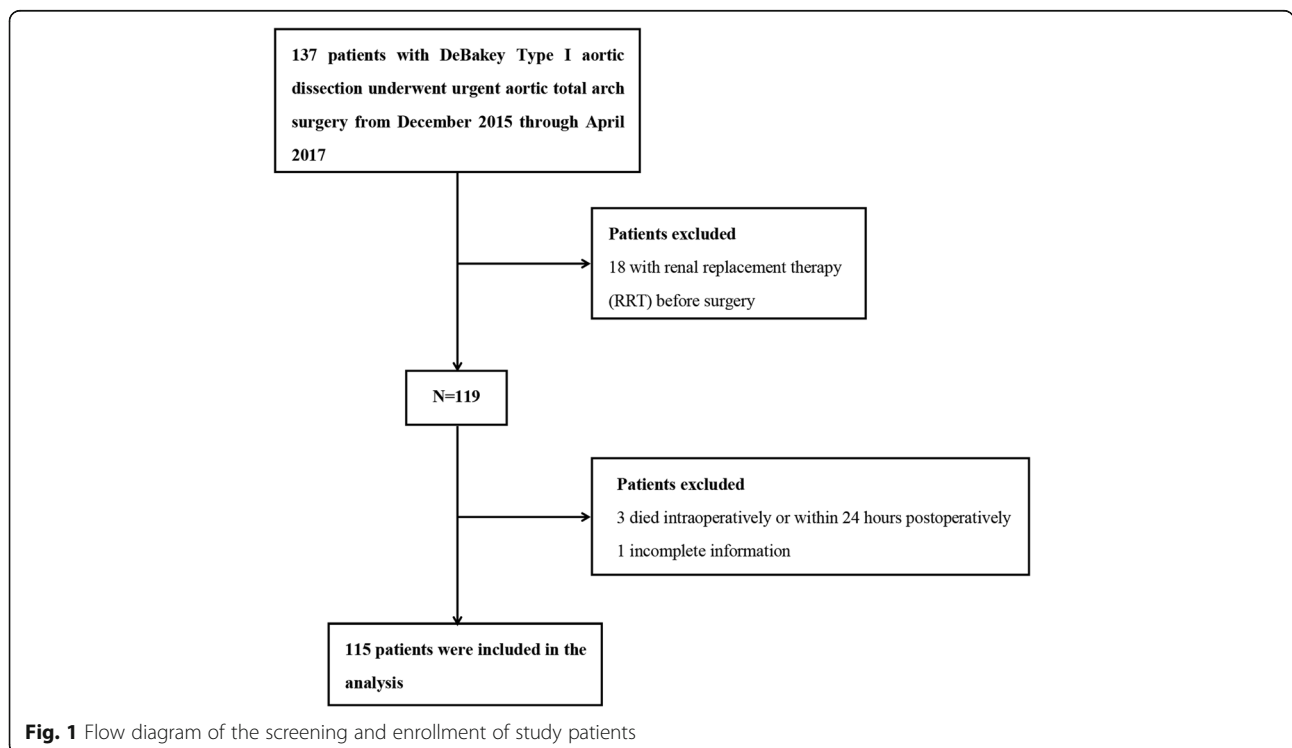 137 patients with DeBakey Type I aortic
dissection underwent urgent aortic total arch
surgery from December 2015 through April
2017
Patients excluded
18 with renal replacement therapy
(RRT) before surgery
N=119
Patients excluded
3 died intraoperatively or within 24 hours postoperatively
1 incomplete information
115 patients were included in the
analysis
Fig. 1 Flow diagram of the screening and enrollment of study patients